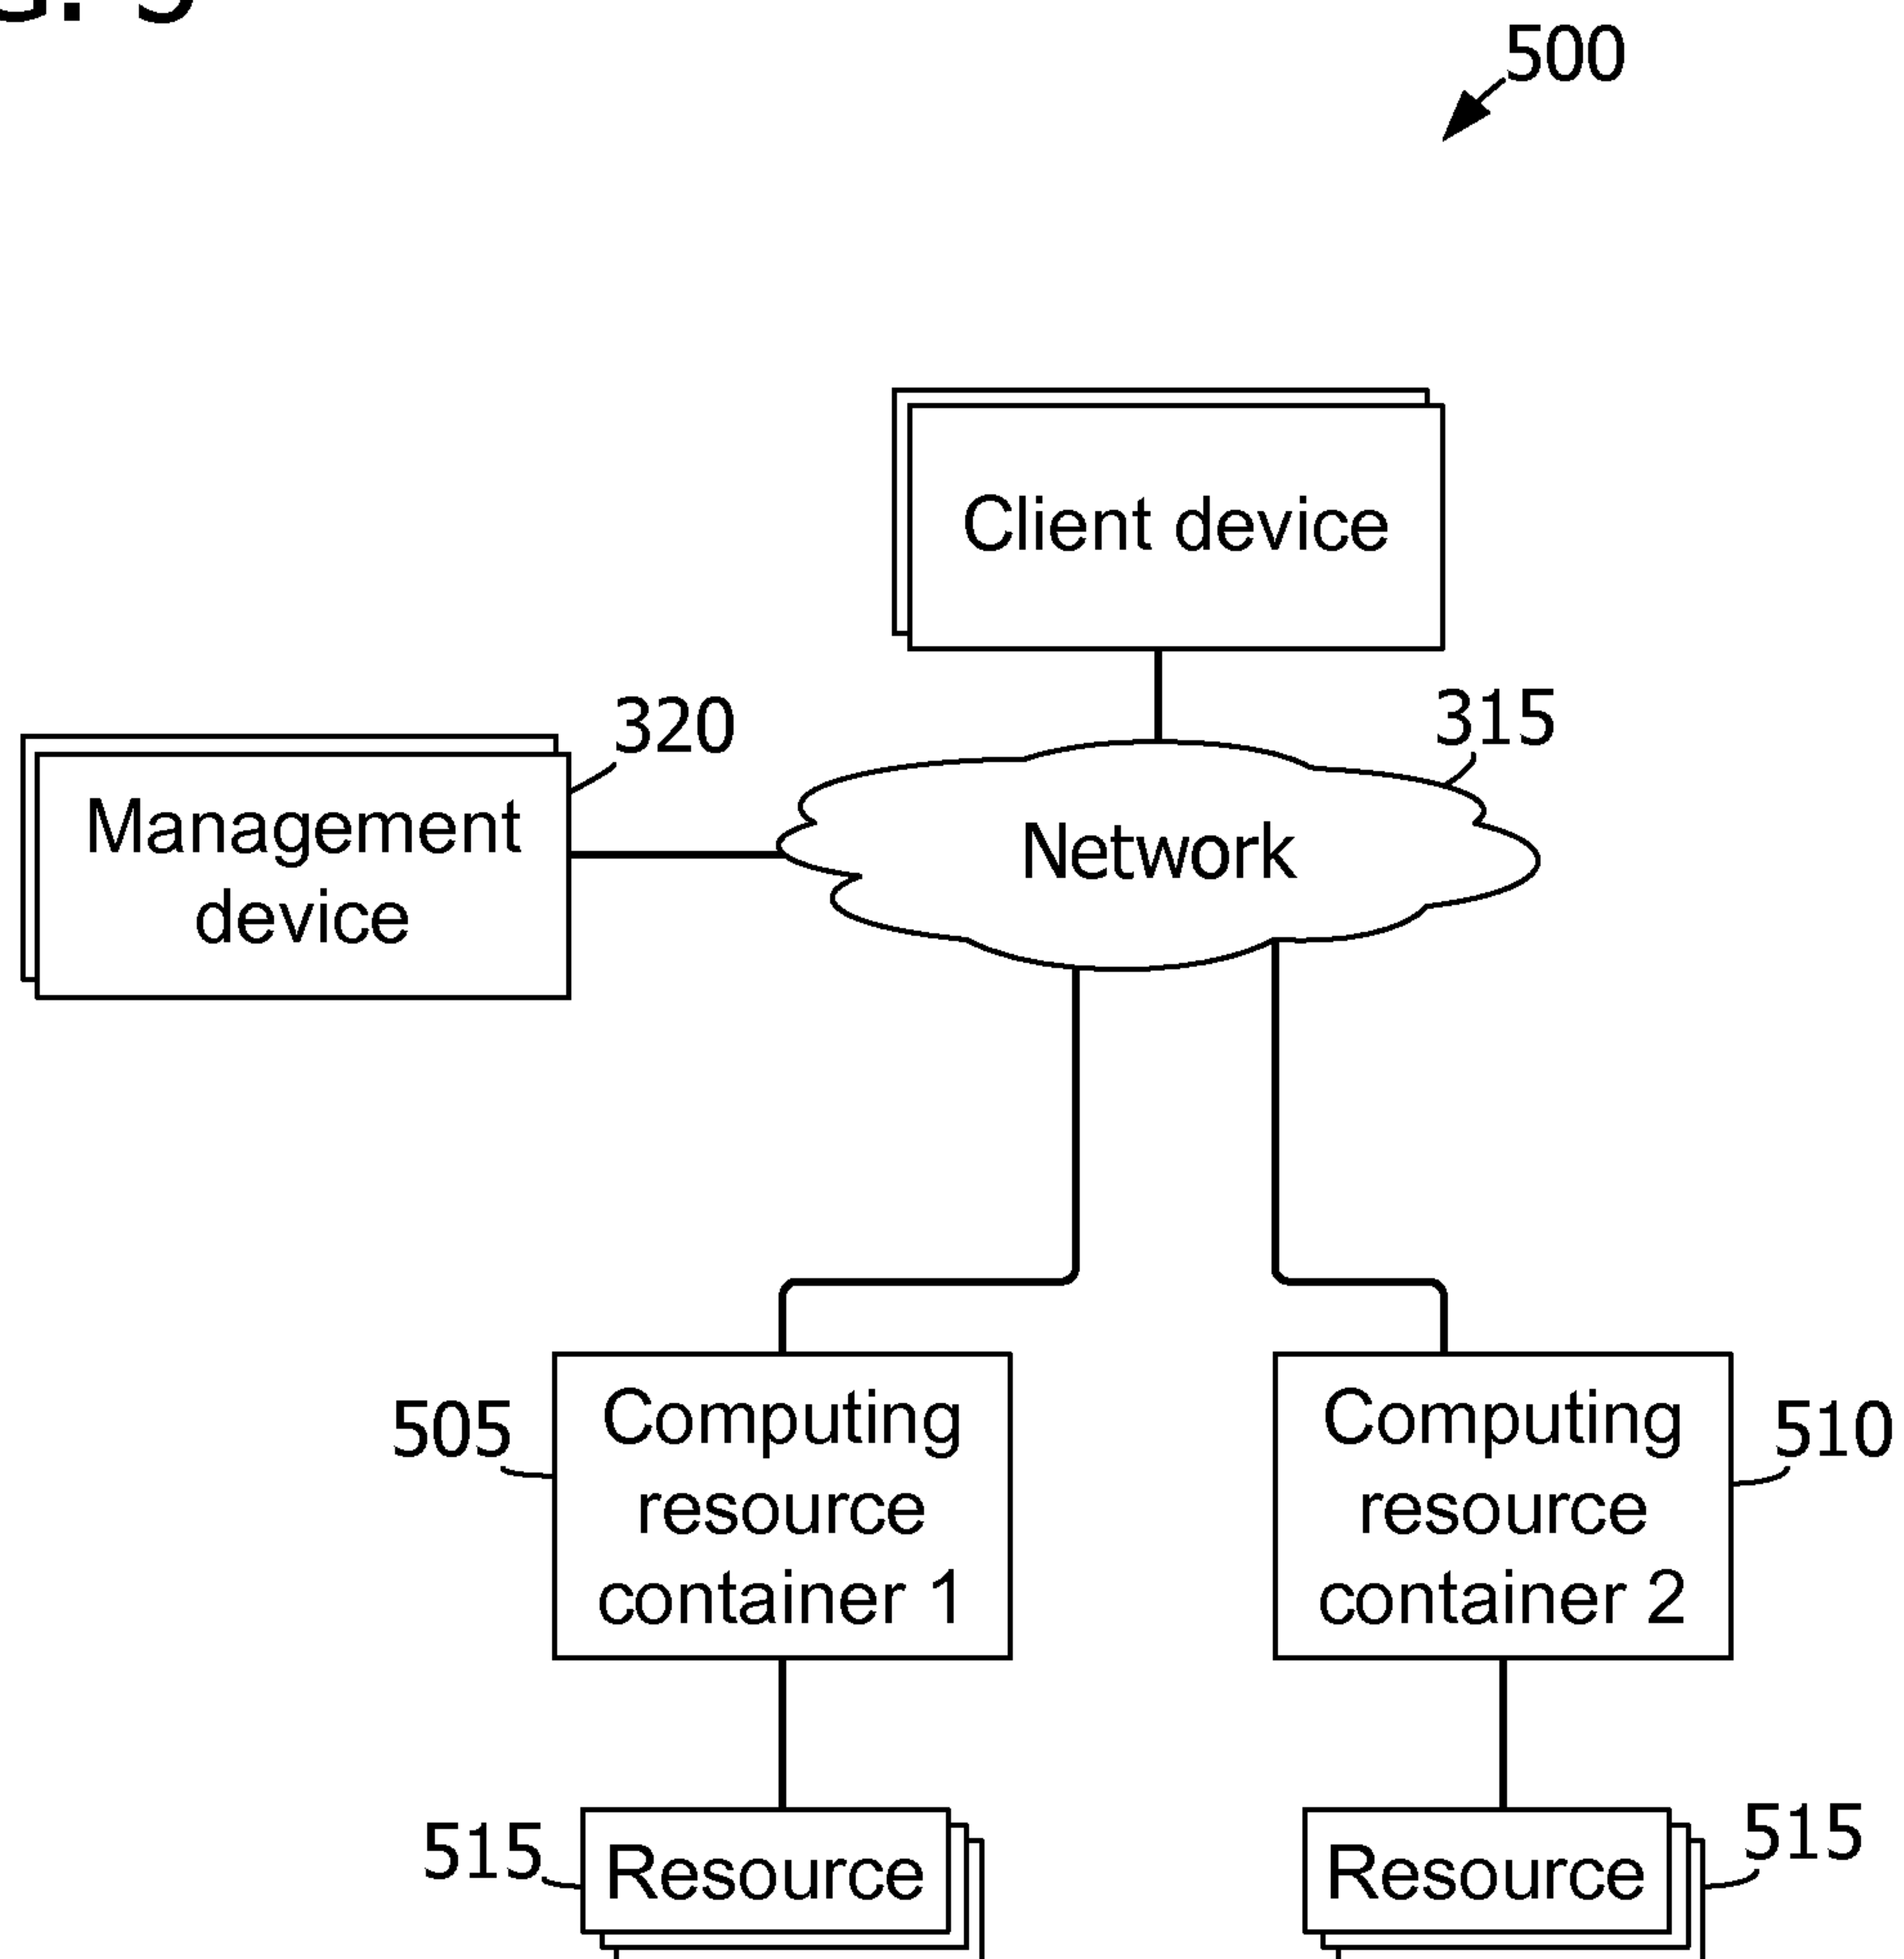 500
Client device
320
315
Management
device
Network
505
Computing
resource
container 1
Computing
resource
container 2
510
515
Resource
Resource
515